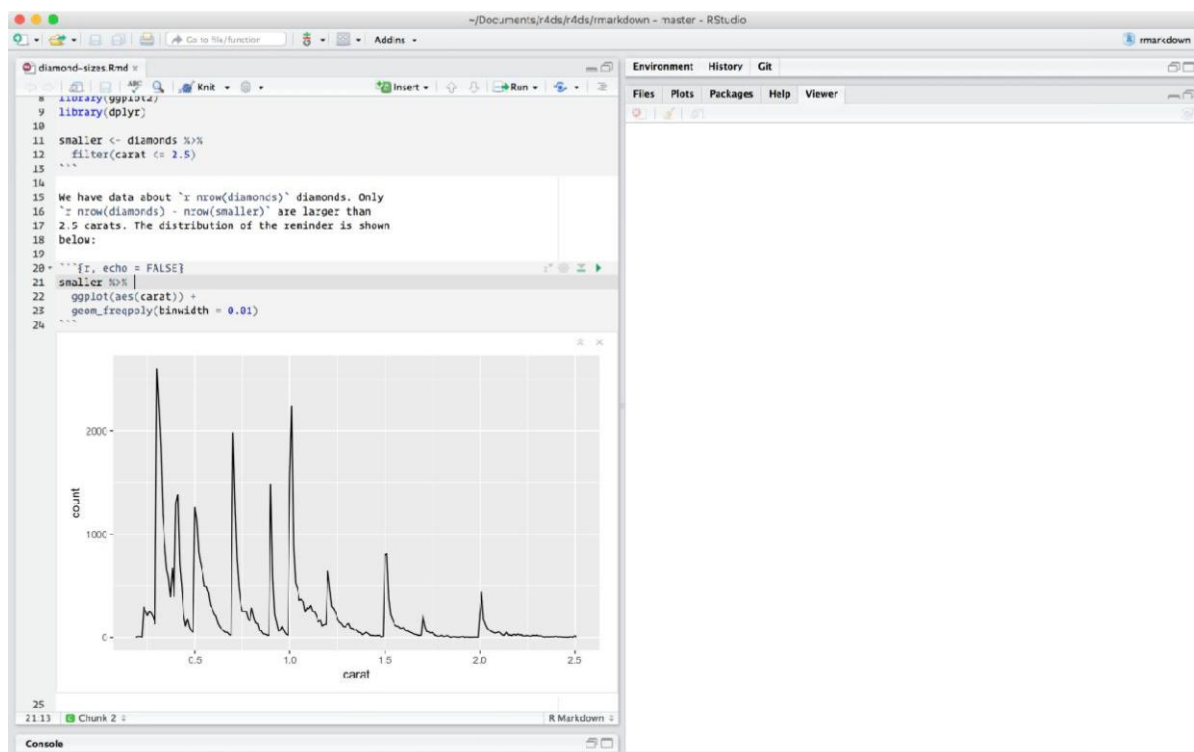 ~/Documents/r4ds/r4ds/rmarkdown - master - RStudio
Go to file/function
Addins
rmarkdown
diamond-sizes.Rmd
Environment History Git
ABC Knit Insert Run
Files Plots Packages Help Viewer
8 library(ggplot2)
9 library(dplyr)
10
11 smaller <- diamonds %>%
12 filter(carat <= 2.5)
13 ```
14
15 We have data about `r nrow(diamonds)` diamonds. Only
16 `r nrow(diamonds) - nrow(smaller)` are larger than
17 2.5 carats. The distribution of the reminder is shown
18 below:
19
20 ```{r, echo = FALSE}
21 smaller %>%
22 ggplot(aes(carat)) +
23 geom_freqpoly(binwidth = 0.01)
24 ```
2000
1000
0
count
0.5 1.0 1.5 2.0 2.5
carat
25
21:13 Chunk 2 R Markdown
Console